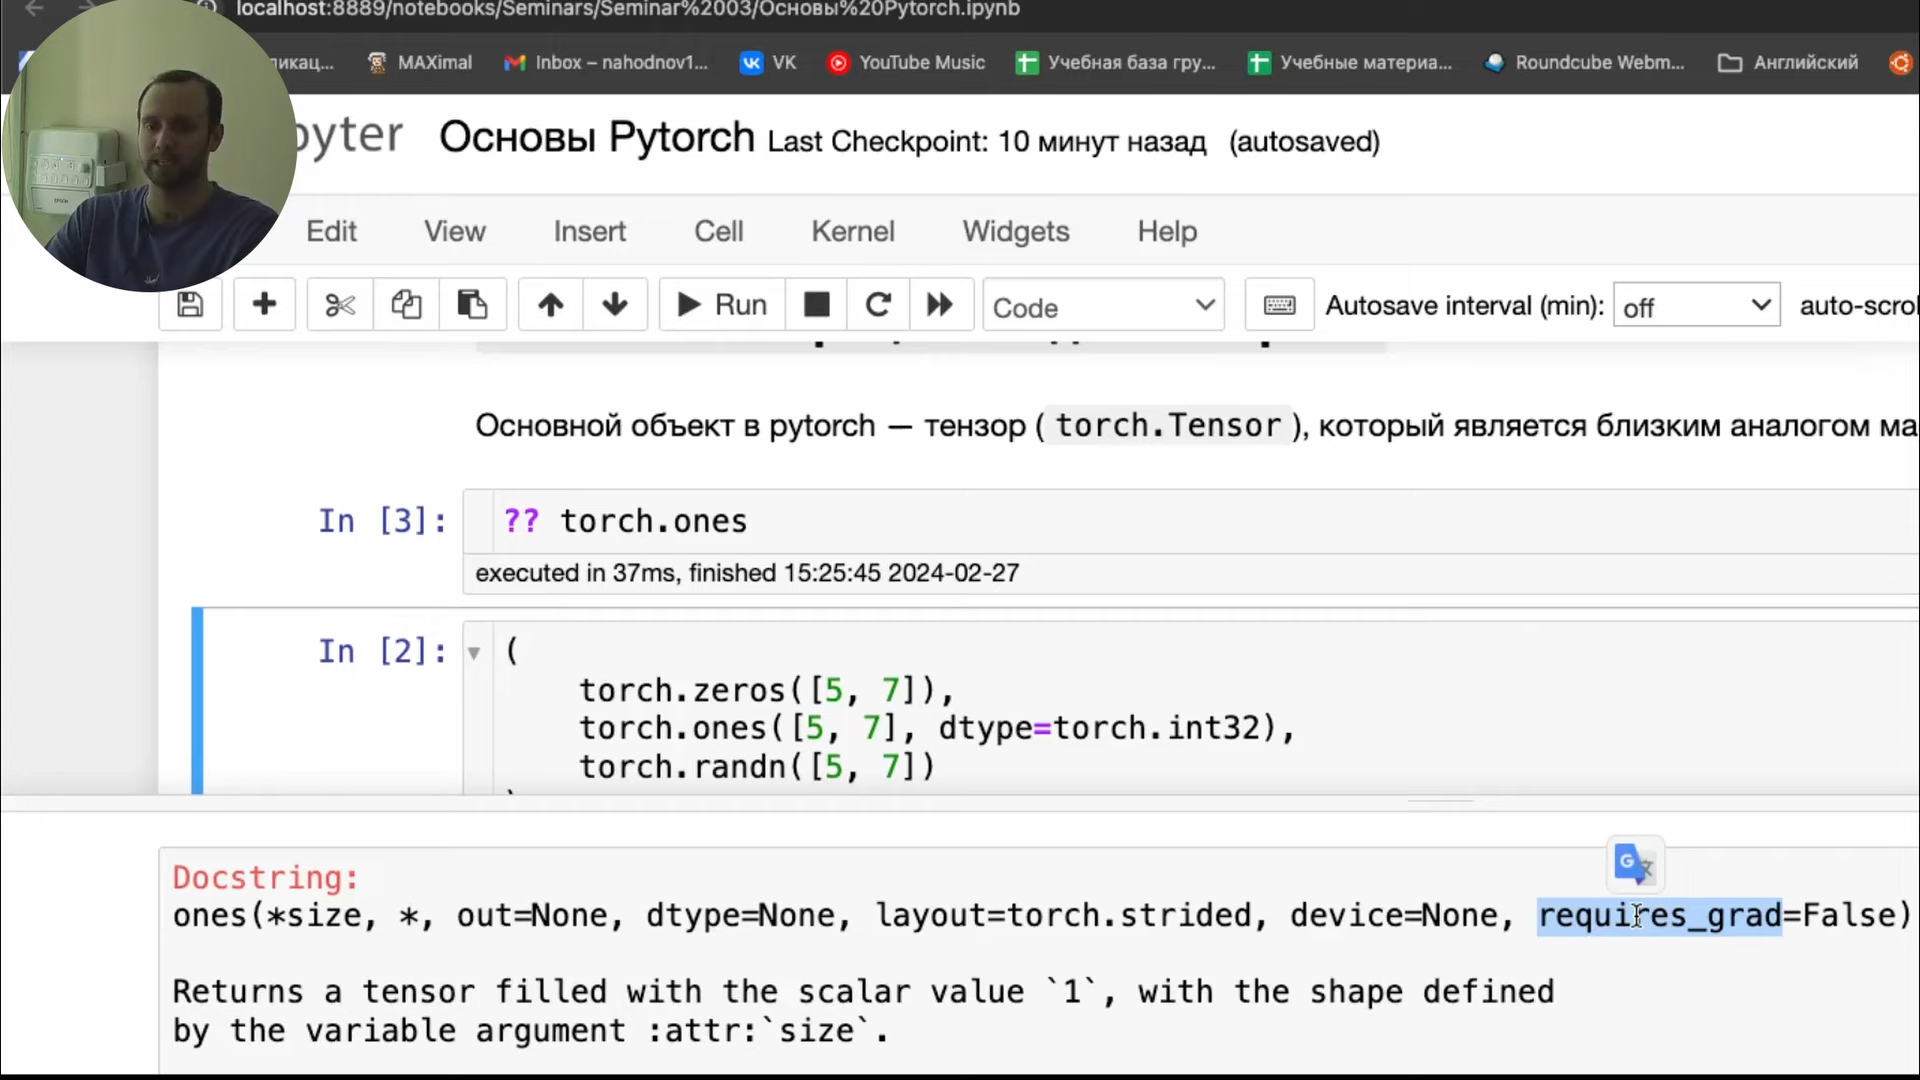 localhost:8889/notebooks/Seminars/Seminar%2003/Основы%20Pytorch.ipynb
ликац... MAXimal Inbox – nahodnov1... VK YouTube Music Учебная база гру... Учебные материа... Roundcube Webm... Английский
pyter Основы Pytorch Last Checkpoint: 10 минут назад (autosaved)
Edit View Insert Cell Kernel Widgets Help
Run Code Autosave interval (min): off auto-scrol
Основной объект в pytorch — тензор ( torch.Tensor ), который является близким аналогом ма
In [3]: ?? torch.ones
executed in 37ms, finished 15:25:45 2024-02-27
In [2]: (
torch.zeros([5, 7]),
torch.ones([5, 7], dtype=torch.int32),
torch.randn([5, 7])
Docstring:
ones(*size, *, out=None, dtype=None, layout=torch.strided, device=None, requires_grad=False)
Returns a tensor filled with the scalar value `1`, with the shape defined
by the variable argument :attr:`size`.